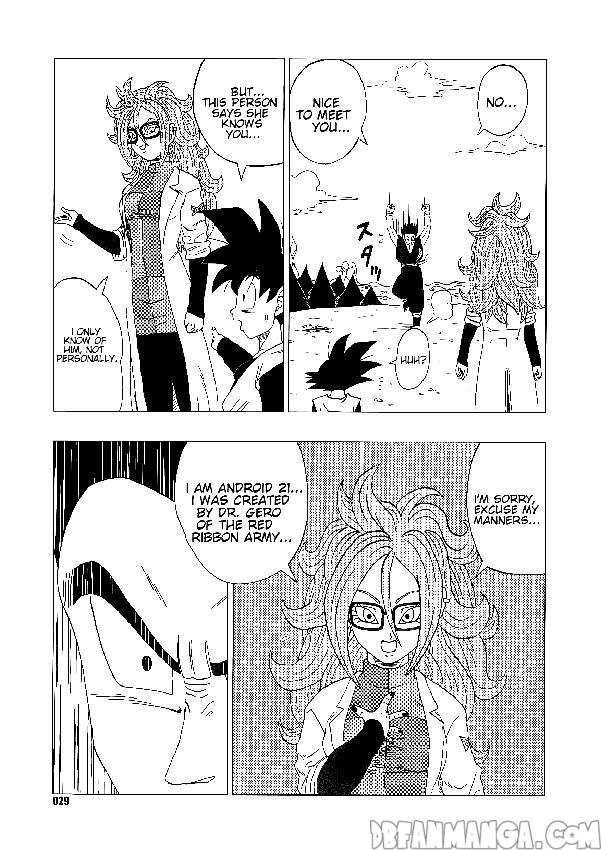 NO...
NICE
TO MEET
YOU...
スタッ
HUH?
BUT...
THIS PERSON
SAYS SHE
KNOWS
YOU...
I ONLY
KNOW OF
HIM, NOT
PERSONALLY.
I'M SORRY,
EXCUSE MY
MANNERS...
I AM ANDROID 21...
I WAS CREATED
BY DR. GERO
OF THE RED
RIBBON ARMY...
029
DBFANMANGA.COM